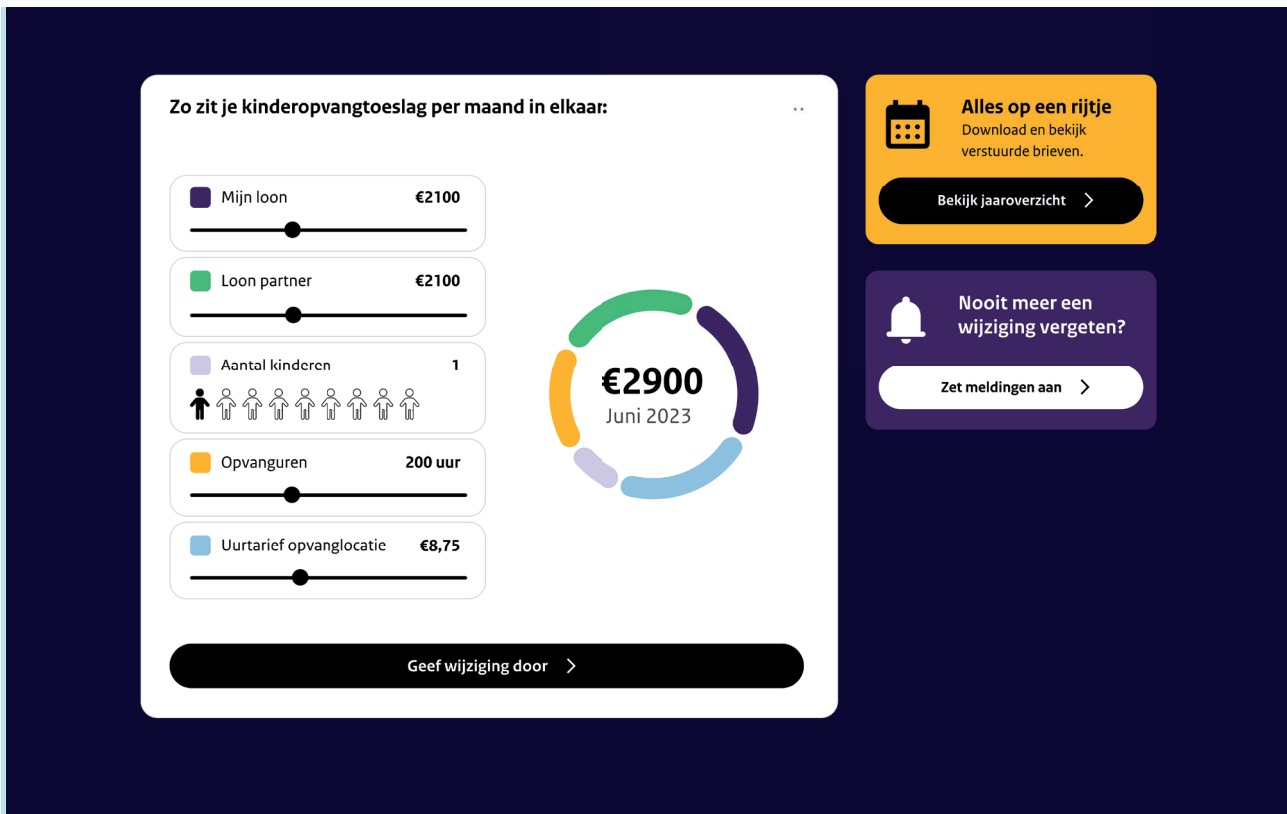 Zo zit je kinderopvangtoeslag per maand in elkaar:
Mijn loon €2100
Loon partner €2100
Aantal kinderen 1
Opvanguren 200 uur
Uurtarief opvanglocatie €8,75
€2900
Juni 2023
Geef wijziging door
Alles op een rijtje
Download en bekijk
verstuurde brieven.
Bekijk jaaroverzicht
Nooit meer een
wijziging vergeten?
Zet meldingen aan